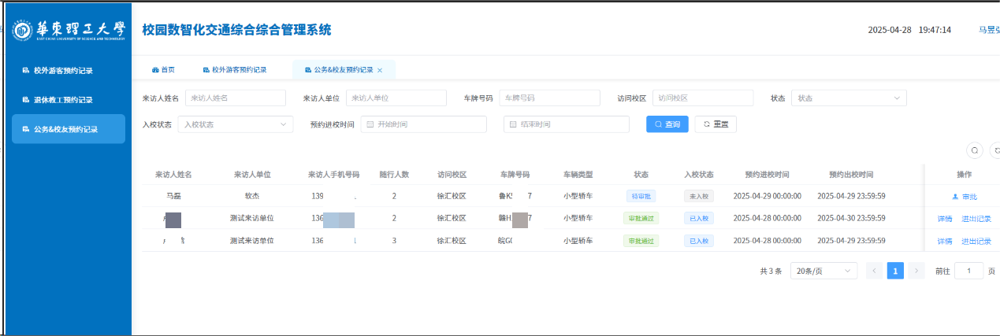 華東理工大學
EAST CHINA UNIVERSITY OF SCIENCE AND TECHNOLOGY
校园数智化交通综合综合管理系统
2025-04-28 19:47:14 马昱
校外游客预约记录
退休教工预约记录
公务&校友预约记录
首页 校外游客预约记录 公务&校友预约记录
来访人姓名 来访人姓名 来访人单位 来访人单位 车牌号码 车牌号码 访问校区 访问校区 状态 状态
入校状态 入校状态 预约进校时间 开始时间 结束时间 查询 重置
来访人姓名 来访人单位 来访人手机号码 随行人数 访问校区 车牌号码 车辆类型 状态 入校状态 预约进校时间 预约出校时间 操作
马磊 软杰 139 2 徐汇校区 鲁K 7 小型轿车 待审批 未入校 2025-04-29 00:00:00 2025-04-29 23:59:59 审批
测试来访单位 136 2 徐汇校区 赣H 7 小型轿车 审批通过 已入校 2025-04-28 00:00:00 2025-04-30 23:59:59 详情 进出记录
测试来访单位 136 3 徐汇校区 皖G 小型轿车 审批通过 已入校 2025-04-28 00:00:00 2025-04-29 23:59:59 详情 进出记录
共 3 条 20条/页 1 前往 1 页